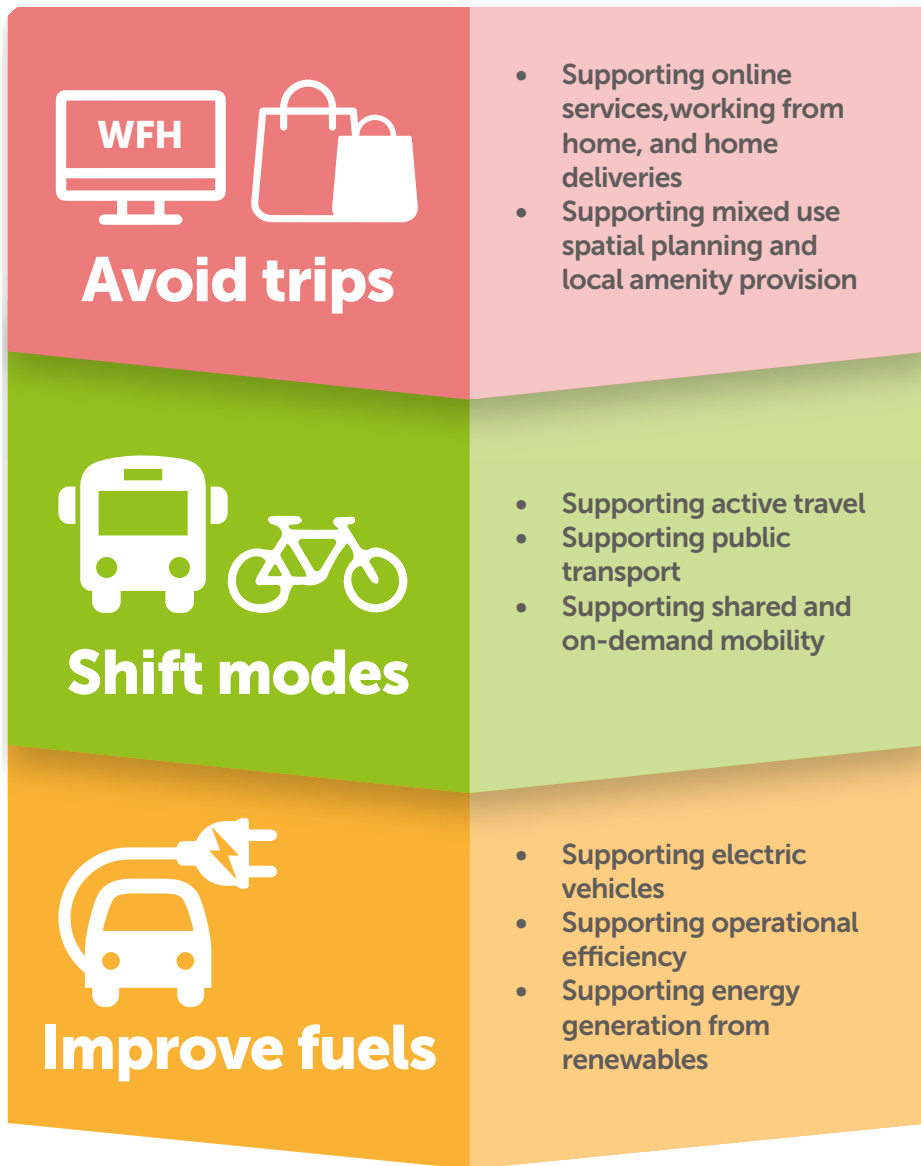 WFH
Avoid trips
• Supporting online
services,working from
home, and home
deliveries
• Supporting mixed use
spatial planning and
local amenity provision
Shift modes
• Supporting active travel
• Supporting public
transport
• Supporting shared and
on-demand mobility
Improve fuels
• Supporting electric
vehicles
• Supporting operational
efficiency
• Supporting energy
generation from
renewables